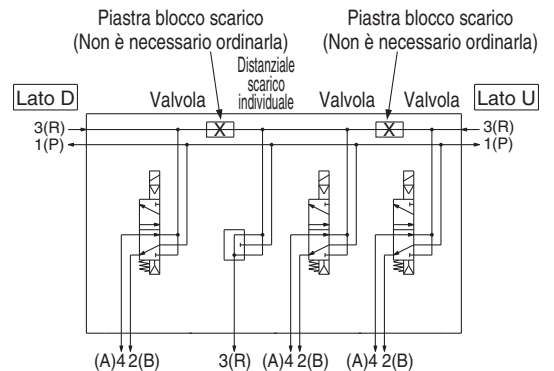 Piastra blocco scarico
(Non è necessario ordinarla)
Piastra blocco scarico
(Non è necessario ordinarla)
Distanziale
scarico
individuale
Lato D
Valvola
Valvola
Valvola
Lato U
3(R)
1(P)
X
X
3(R)
1(P)
(A)4 2(B)
3(R)
(A)4 2(B)
(A)4 2(B)